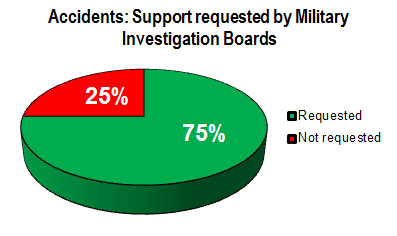 Accidents: Support requested by Military
Investigation Boards
25%
75%
Requested
Not requested